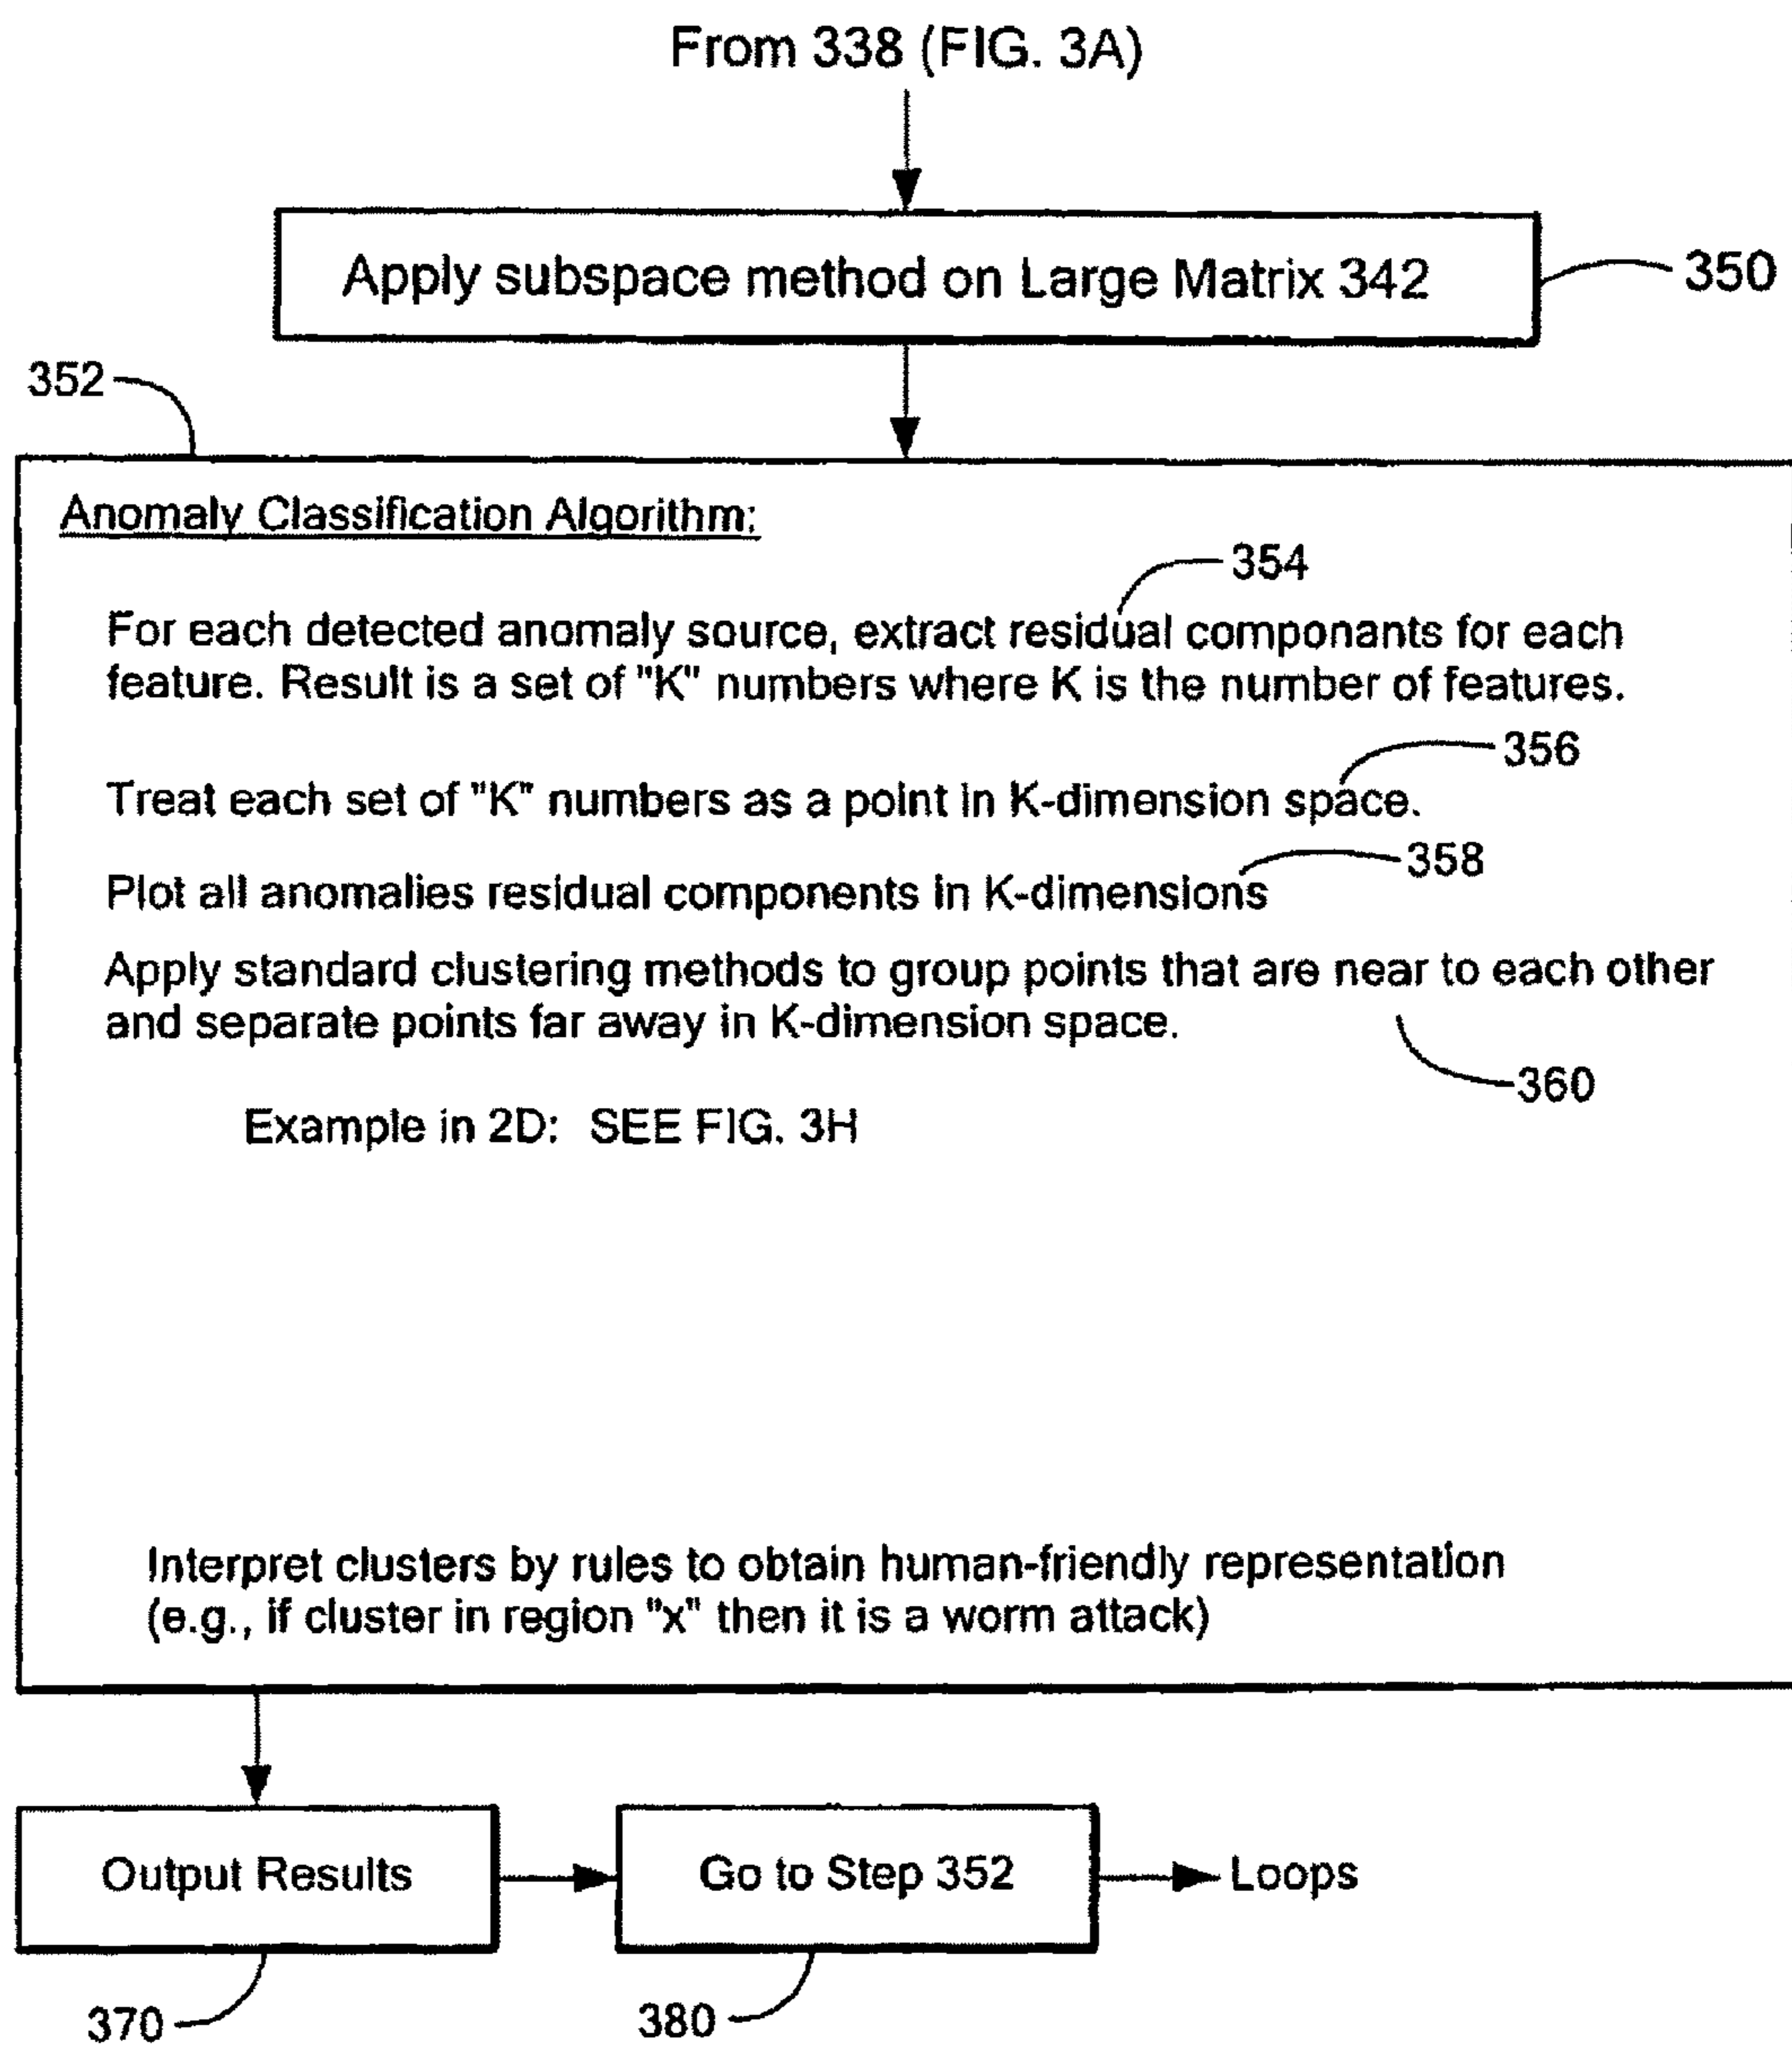 From 338 (FIG. 3A)
Apply subspace method on Large Matrix 342
350
352
Anomaly Classification Algorithm:
354
For each detected anomaly source, extract residual componants for each
feature. Result is a set of "K" numbers where K is the number of features.
356
Treat each set of "K" numbers as a point in K-dimension space.
358
Plot all anomalies residual components in K-dimensions
Apply standard clustering methods to group points that are near to each other
and separate points far away in K-dimension space.
360
Example in 2D: SEE FIG. 3H
Interpret clusters by rules to obtain human-friendly representation
(e.g., if cluster in region "x" then it is a worm attack)
Output Results
Go to Step 352
Loops
370
380